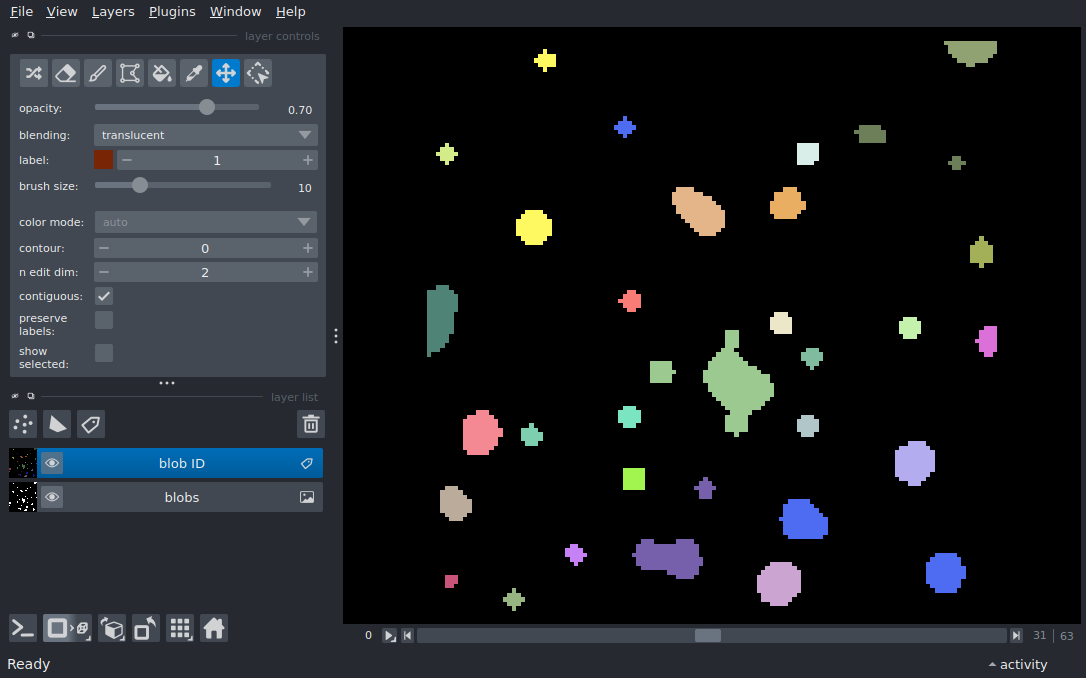 File View Layers Plugins Window Help
layer controls
opacity: 0.70
blending: translucent
label: 1
brush size: 10
color mode: auto
contour: 0
n edit dim: 2
contiguous:
preserve
labels:
show
selected:
layer list
blob ID
blobs
0 31 | 63
Ready activity